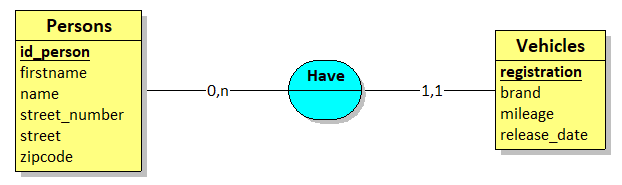 Persons
id_person
firstname
name
street_number
street
zipcode
0,n
Have
1,1
Vehicles
registration
brand
mileage
release_date